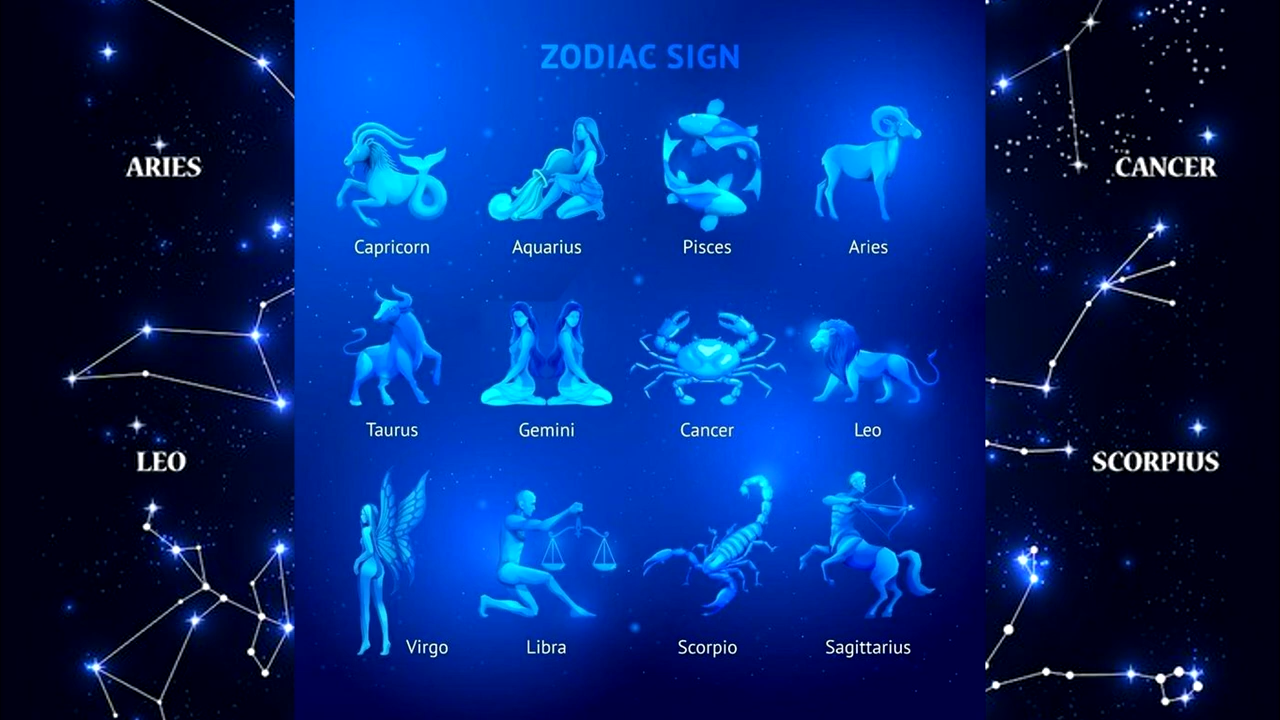 ZODIAC SIGN
ARIES
CANCER
Capricorn
Aquarius
Pisces
Aries
Taurus
Gemini
Cancer
Leo
LEO
SCORPIUS
Virgo
Libra
Scorpio
Sagittarius